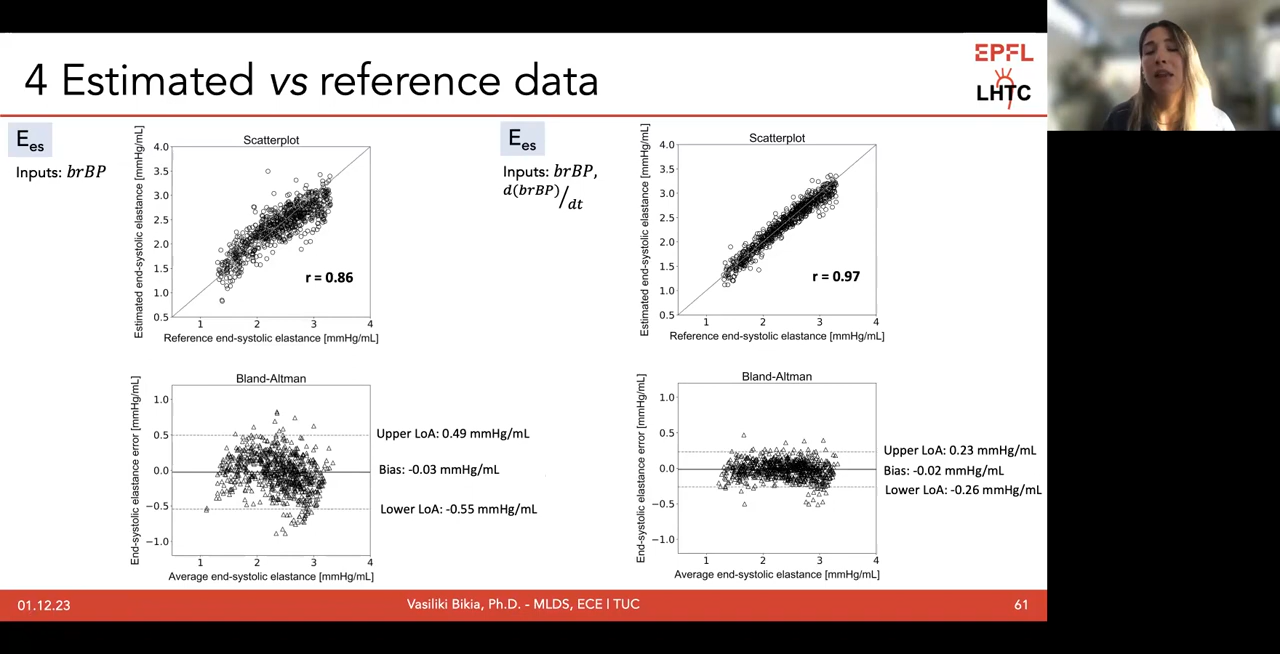 4 Estimated vs reference data
EPFL
LHTC
Ees
Inputs: brBP
Scatterplot
Estimated end-systolic elastance [mmHg/mL]
4.0
3.5
3.0
2.5
2.0
1.5
1.0
0.5
r = 0.86
1 2 3 4
Reference end-systolic elastance [mmHg/mL]
Bland-Altman
End-systolic elastance error [mmHg/mL]
1.0
0.5
0.0
−0.5
−1.0
Upper LoA: 0.49 mmHg/mL
Bias: -0.03 mmHg/mL
Lower LoA: -0.55 mmHg/mL
1 2 3 4
Average end-systolic elastance [mmHg/mL]
Ees
Inputs: brBP,
d(brBP)/dt
Scatterplot
Estimated end-systolic elastance [mmHg/mL]
4.0
3.5
3.0
2.5
2.0
1.5
1.0
0.5
r = 0.97
1 2 3 4
Reference end-systolic elastance [mmHg/mL]
Bland-Altman
End-systolic elastance error [mmHg/mL]
1.0
0.5
0.0
−0.5
−1.0
Upper LoA: 0.23 mmHg/mL
Bias: -0.02 mmHg/mL
Lower LoA: -0.26 mmHg/mL
1 2 3 4
Average end-systolic elastance [mmHg/mL]
01.12.23
Vasiliki Bikia, Ph.D. - MLDS, ECE I TUC
61